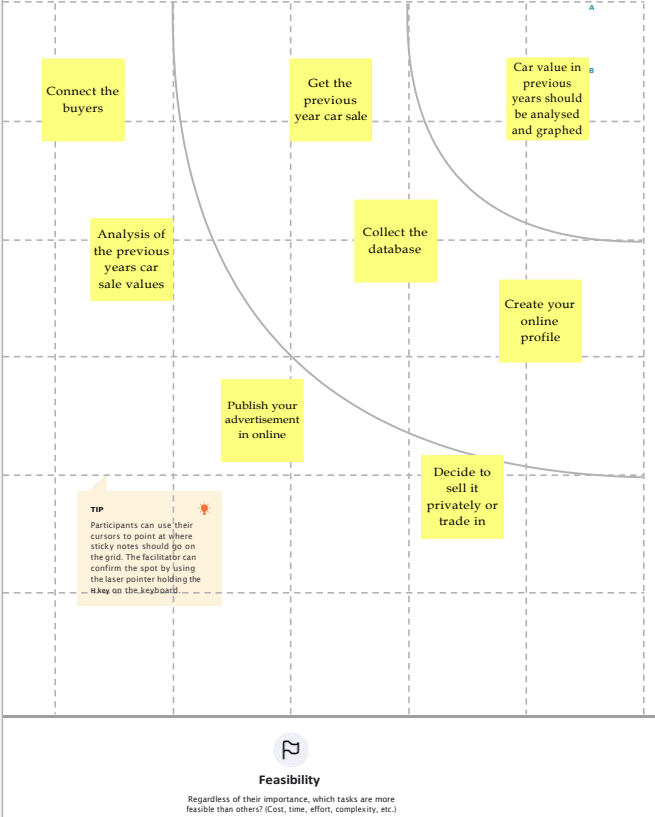 A
B
Connect the
buyers
Get the
previous
year car sale
Car value in
previous
years should
be analysed
and graphed
Analysis of
the previous
years car
sale values
Collect the
database
Create your
online
profile
Publish your
advertisement
in online
Decide to
sell it
privately or
trade in
TIP
Participants can use their
cursors to point at where
sticky notes should go on
the grid. The facilitator can
confirm the spot by using
the laser pointer holding the
H key on the keyboard.
Feasibility
Regardless of their importance, which tasks are more
feasible than others? (Cost, time, effort, complexity, etc.)